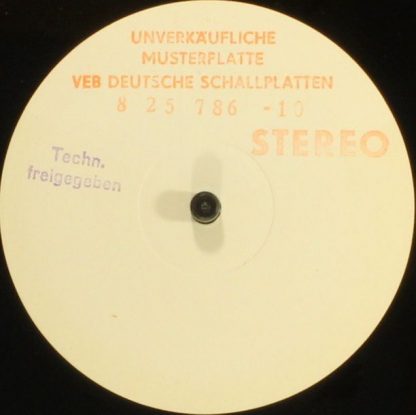 UNVERKÄUFLICHE
MUSTERPLATTE
VEB DEUTSCHE SCHALLPLATTEN
8 25 786 -10
STEREO
Techn.
freigegeben